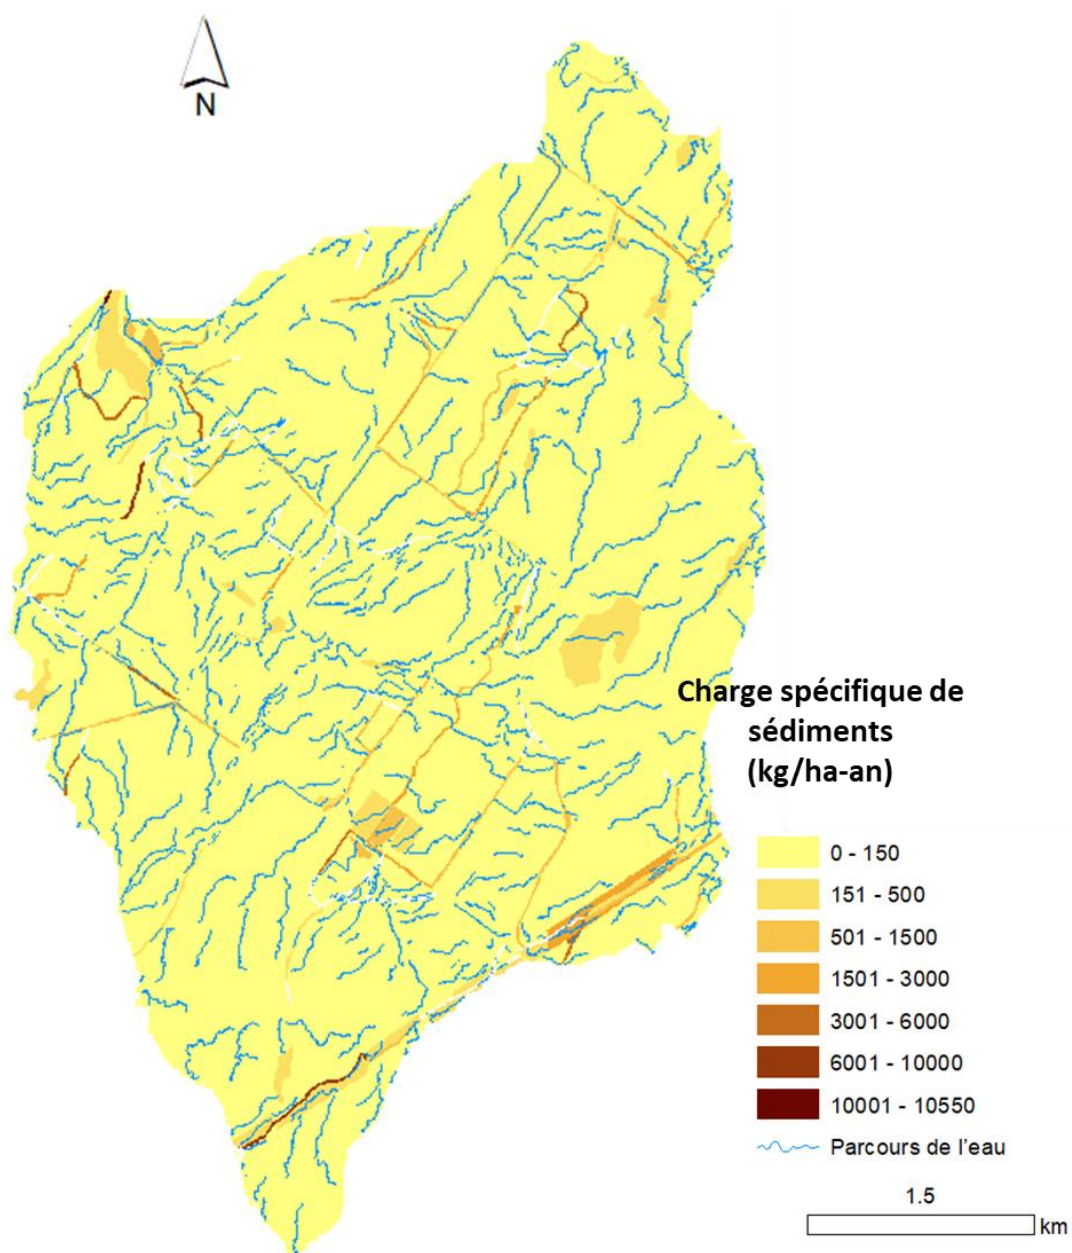 N
Charge spécifique de
sédiments
(kg/ha-an)
0 - 150
151 - 500
501 - 1500
1501 - 3000
3001 - 6000
6001 - 10000
10001 - 10550
Parcours de l'eau
1.5
km